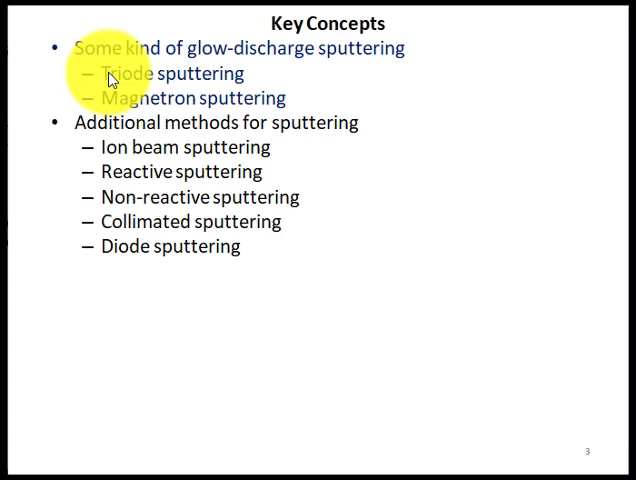 Key Concepts
• Some kind of glow-discharge sputtering
– Triode sputtering
– Magnetron sputtering
• Additional methods for sputtering
– Ion beam sputtering
– Reactive sputtering
– Non-reactive sputtering
– Collimated sputtering
– Diode sputtering
3